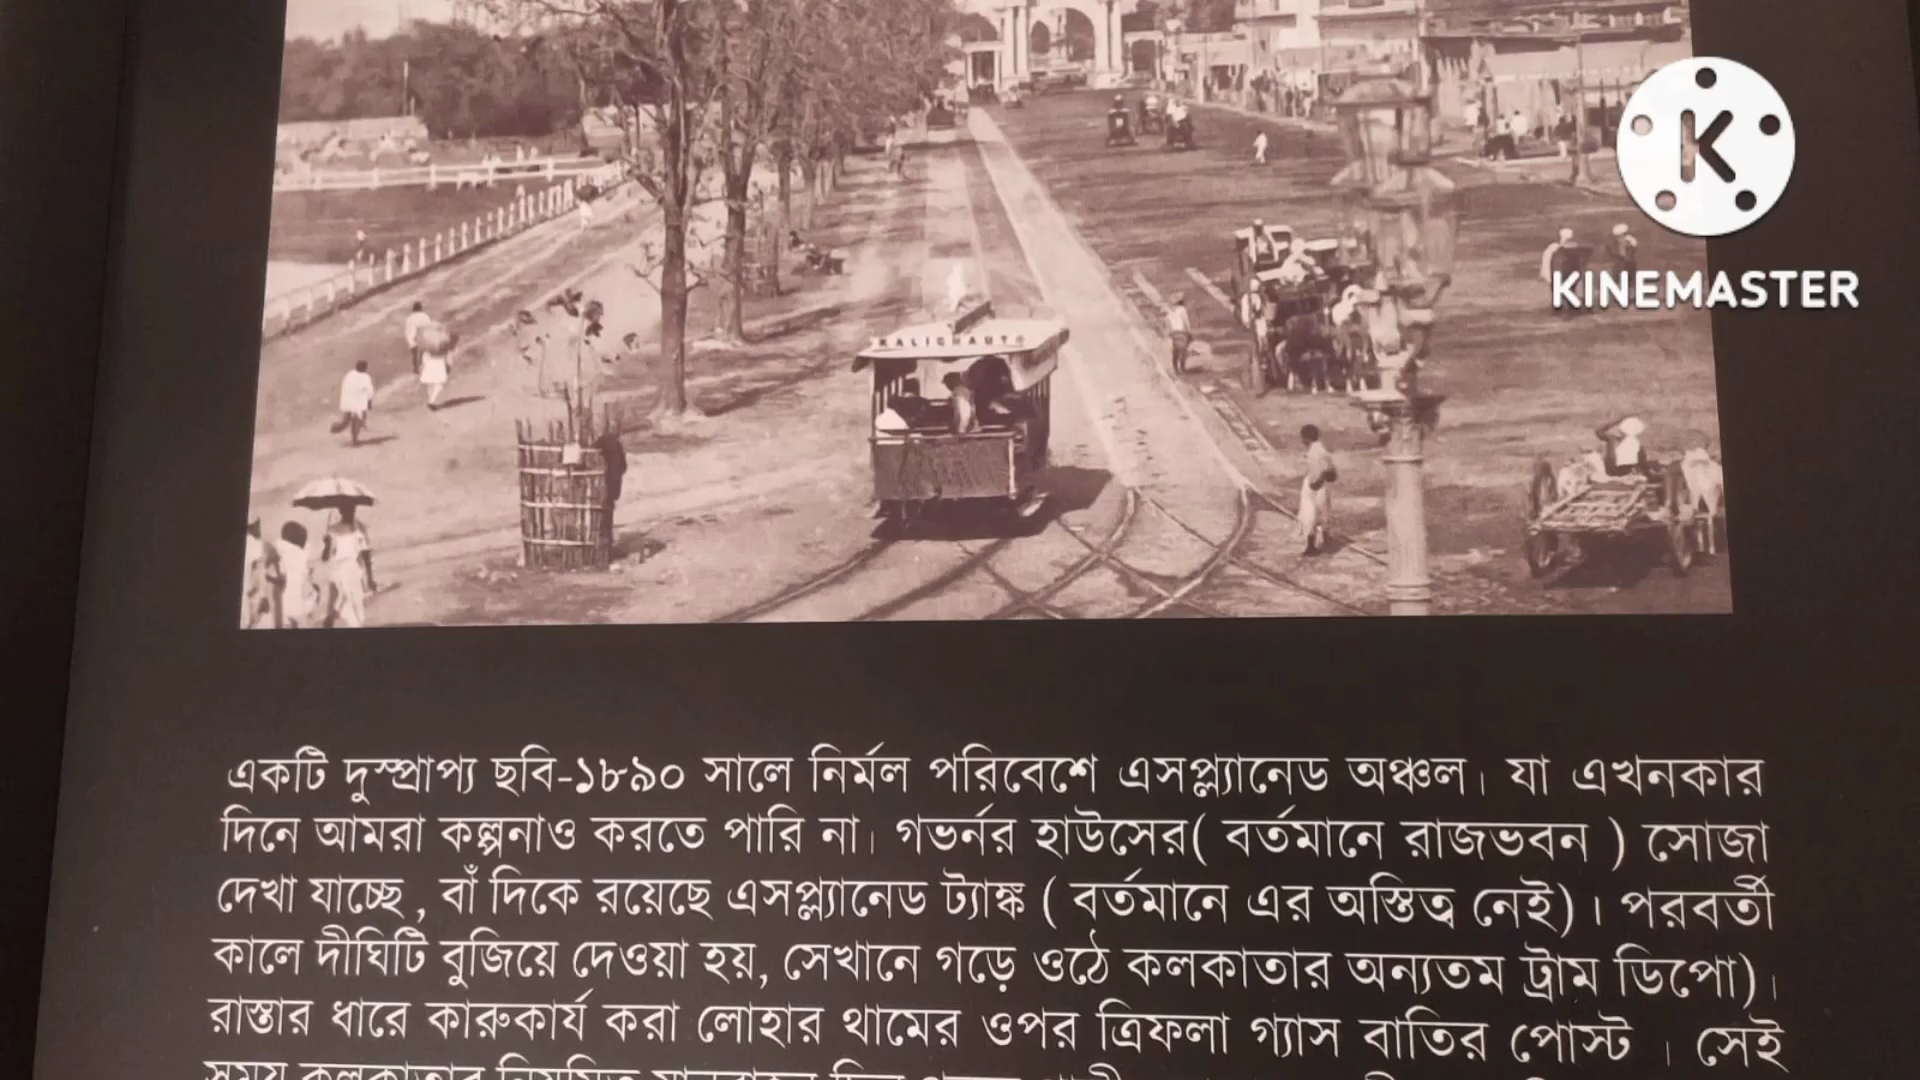 KALIGHAUT
KINEMASTER
একটি দুস্প্রাপ্য ছবি-১৮৯০ সালে নির্মল পরিবেশে এসপ্ল্যানেড অঞ্চল। যা এখনকার
দিনে আমরা কল্পনাও করতে পারি না। গভর্নর হাউসের( বর্তমানে রাজভবন ) সোজা
দেখা যাচ্ছে, বাঁ দিকে রয়েছে এসপ্ল্যানেড ট্যাঙ্ক ( বর্তমানে এর অস্তিত্ব নেই)। পরবর্তী
কালে দীঘিটি বুজিয়ে দেওয়া হয়, সেখানে গড়ে ওঠে কলকাতার অন্যতম ট্রাম ডিপো)।
রাস্তার ধারে কারুকার্য করা লোহার থামের ওপর ত্রিফলা গ্যাস বাতির পোস্ট । সেই
সময় কলকাতার নিয়মিত